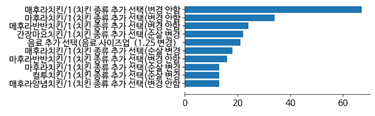 매후라치킨/1(치킨 종류 추가 선택(변경 안함
마후라치킨/1(치킨 종류 추가 선택(변경 안함
메후라반반치킨/1(치킨 종류 추가 선택(변경 안함
간장마요치킨/1(치킨 종류 추가 선택(순살 변경
음료 추가 선택(음료 사이즈업 (1.25 변경)
매후라치킨/1(치킨 종류 추가 선택(순살 변경
마후라반반치킨/1(치킨 종류 추가 선택(변경 안함
마후라치킨/1(치킨 종류 추가 선택(순살 변경
컬투치킨/1(치킨 종류 추가 선택(순살 변경
매후라양념치킨/1(치킨 종류 추가 선택(변경 안함
0 20 40 60